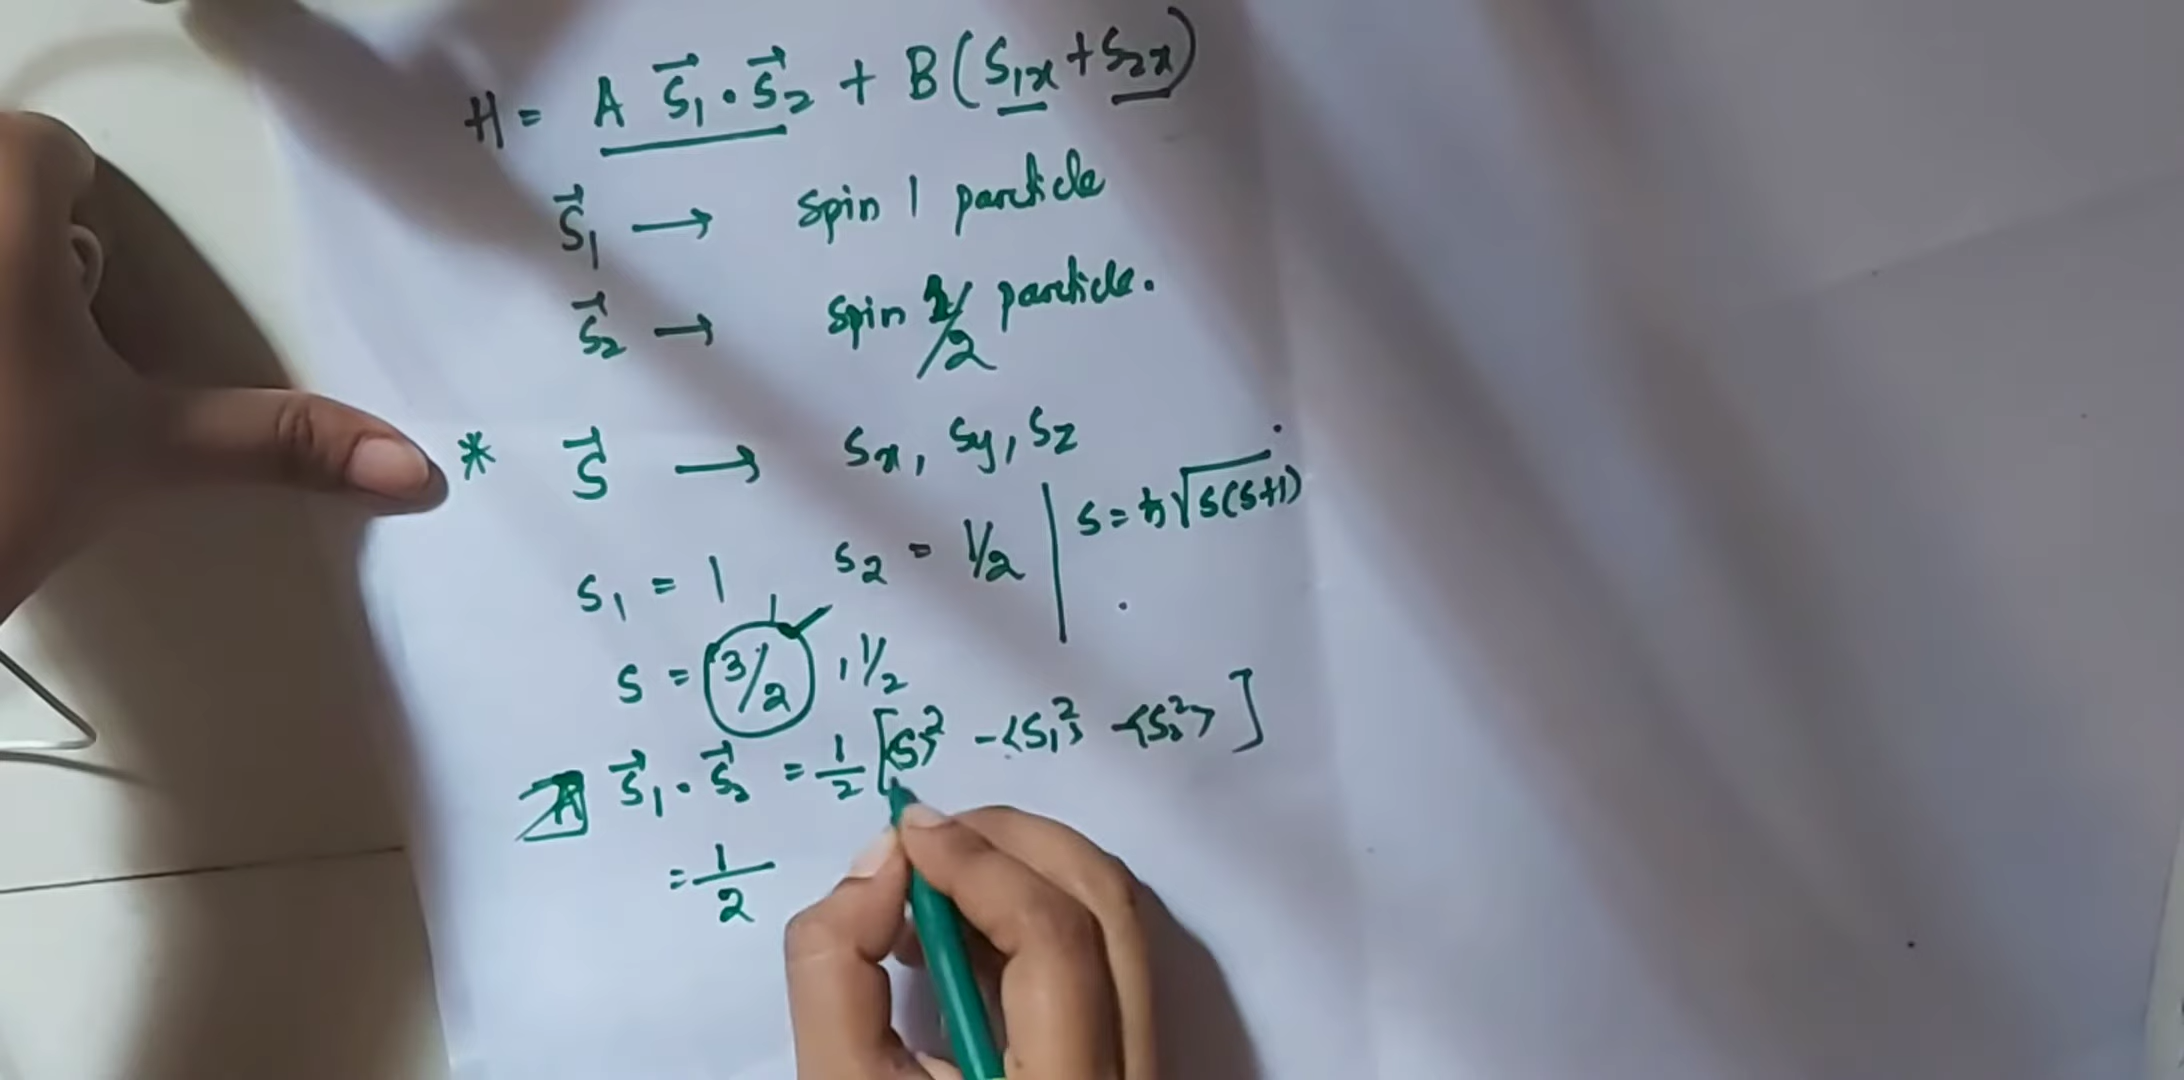 H = A S⃗₁ · S⃗₂ + B (S₁ₓ + S₂ₓ)
S⃗₁ → spin 1 particle
S⃗₂ → spin 1/2 particle.
* S⃗ → Sx, Sy, Sz
s₁ = 1 s₂ = 1/2 | s = ħ√s(s+1)
s = 3/2 , 1/2
S⃗₁ · S⃗₂ = 1/2 [<S>² - <S₁²> - <S₂²>]
= 1/2